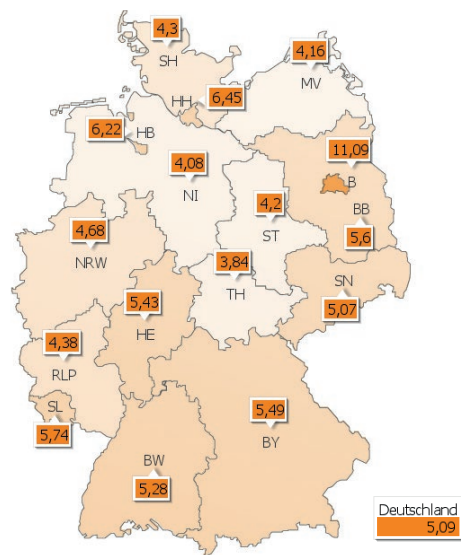 4,3
SH
4,16
MV
HH
6,45
6,22
HB
11,09
B
4,08
NI
4,2
ST
BB
5,6
4,68
NRW
3,84
TH
SN
5,07
5,43
HE
4,38
RLP
SL
5,74
5,49
BY
BW
5,28
Deutschland
5,09